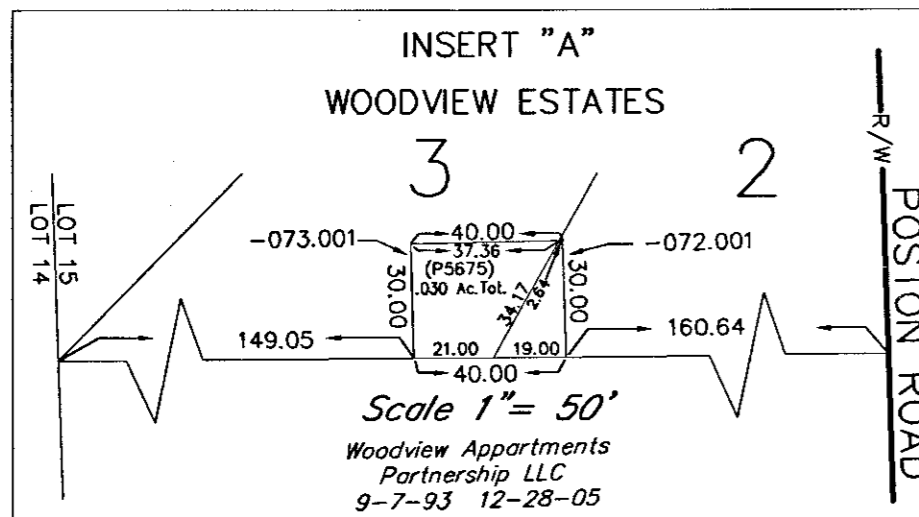 INSERT "A"
WOODVIEW ESTATES
3
2
R/W
POSTON ROAD
LOT 15
LOT 14
-073.001
40.00
37.36
(P5675)
.030 Ac.Tot.
-072.001
30.00
34.17
2.64
30.00
149.05
21.00
19.00
160.64
40.00
Scale 1"= 50'
Woodview Appartments
Partnership LLC
9-7-93 12-28-05